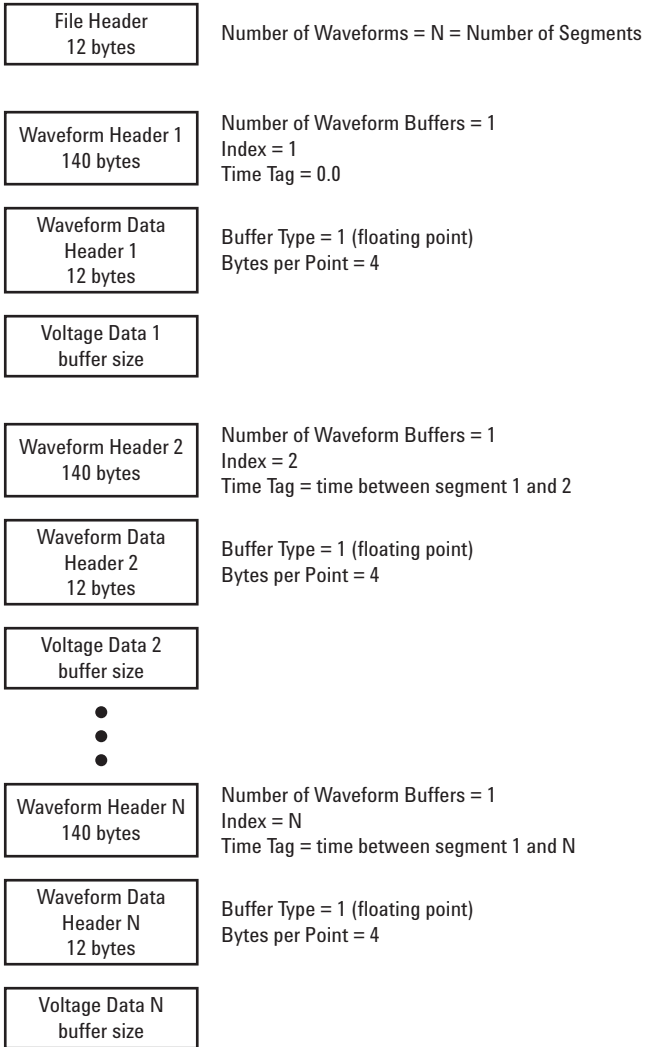 File Header
12 bytes
Number of Waveforms = N = Number of Segments
Waveform Header 1
140 bytes
Number of Waveform Buffers = 1
Index = 1
Time Tag = 0.0
Waveform Data
Header 1
12 bytes
Buffer Type = 1 (floating point)
Bytes per Point = 4
Voltage Data 1
buffer size
Waveform Header 2
140 bytes
Number of Waveform Buffers = 1
Index = 2
Time Tag = time between segment 1 and 2
Waveform Data
Header 2
12 bytes
Buffer Type = 1 (floating point)
Bytes per Point = 4
Voltage Data 2
buffer size
Waveform Header N
140 bytes
Number of Waveform Buffers = 1
Index = N
Time Tag = time between segment 1 and N
Waveform Data
Header N
12 bytes
Buffer Type = 1 (floating point)
Bytes per Point = 4
Voltage Data N
buffer size